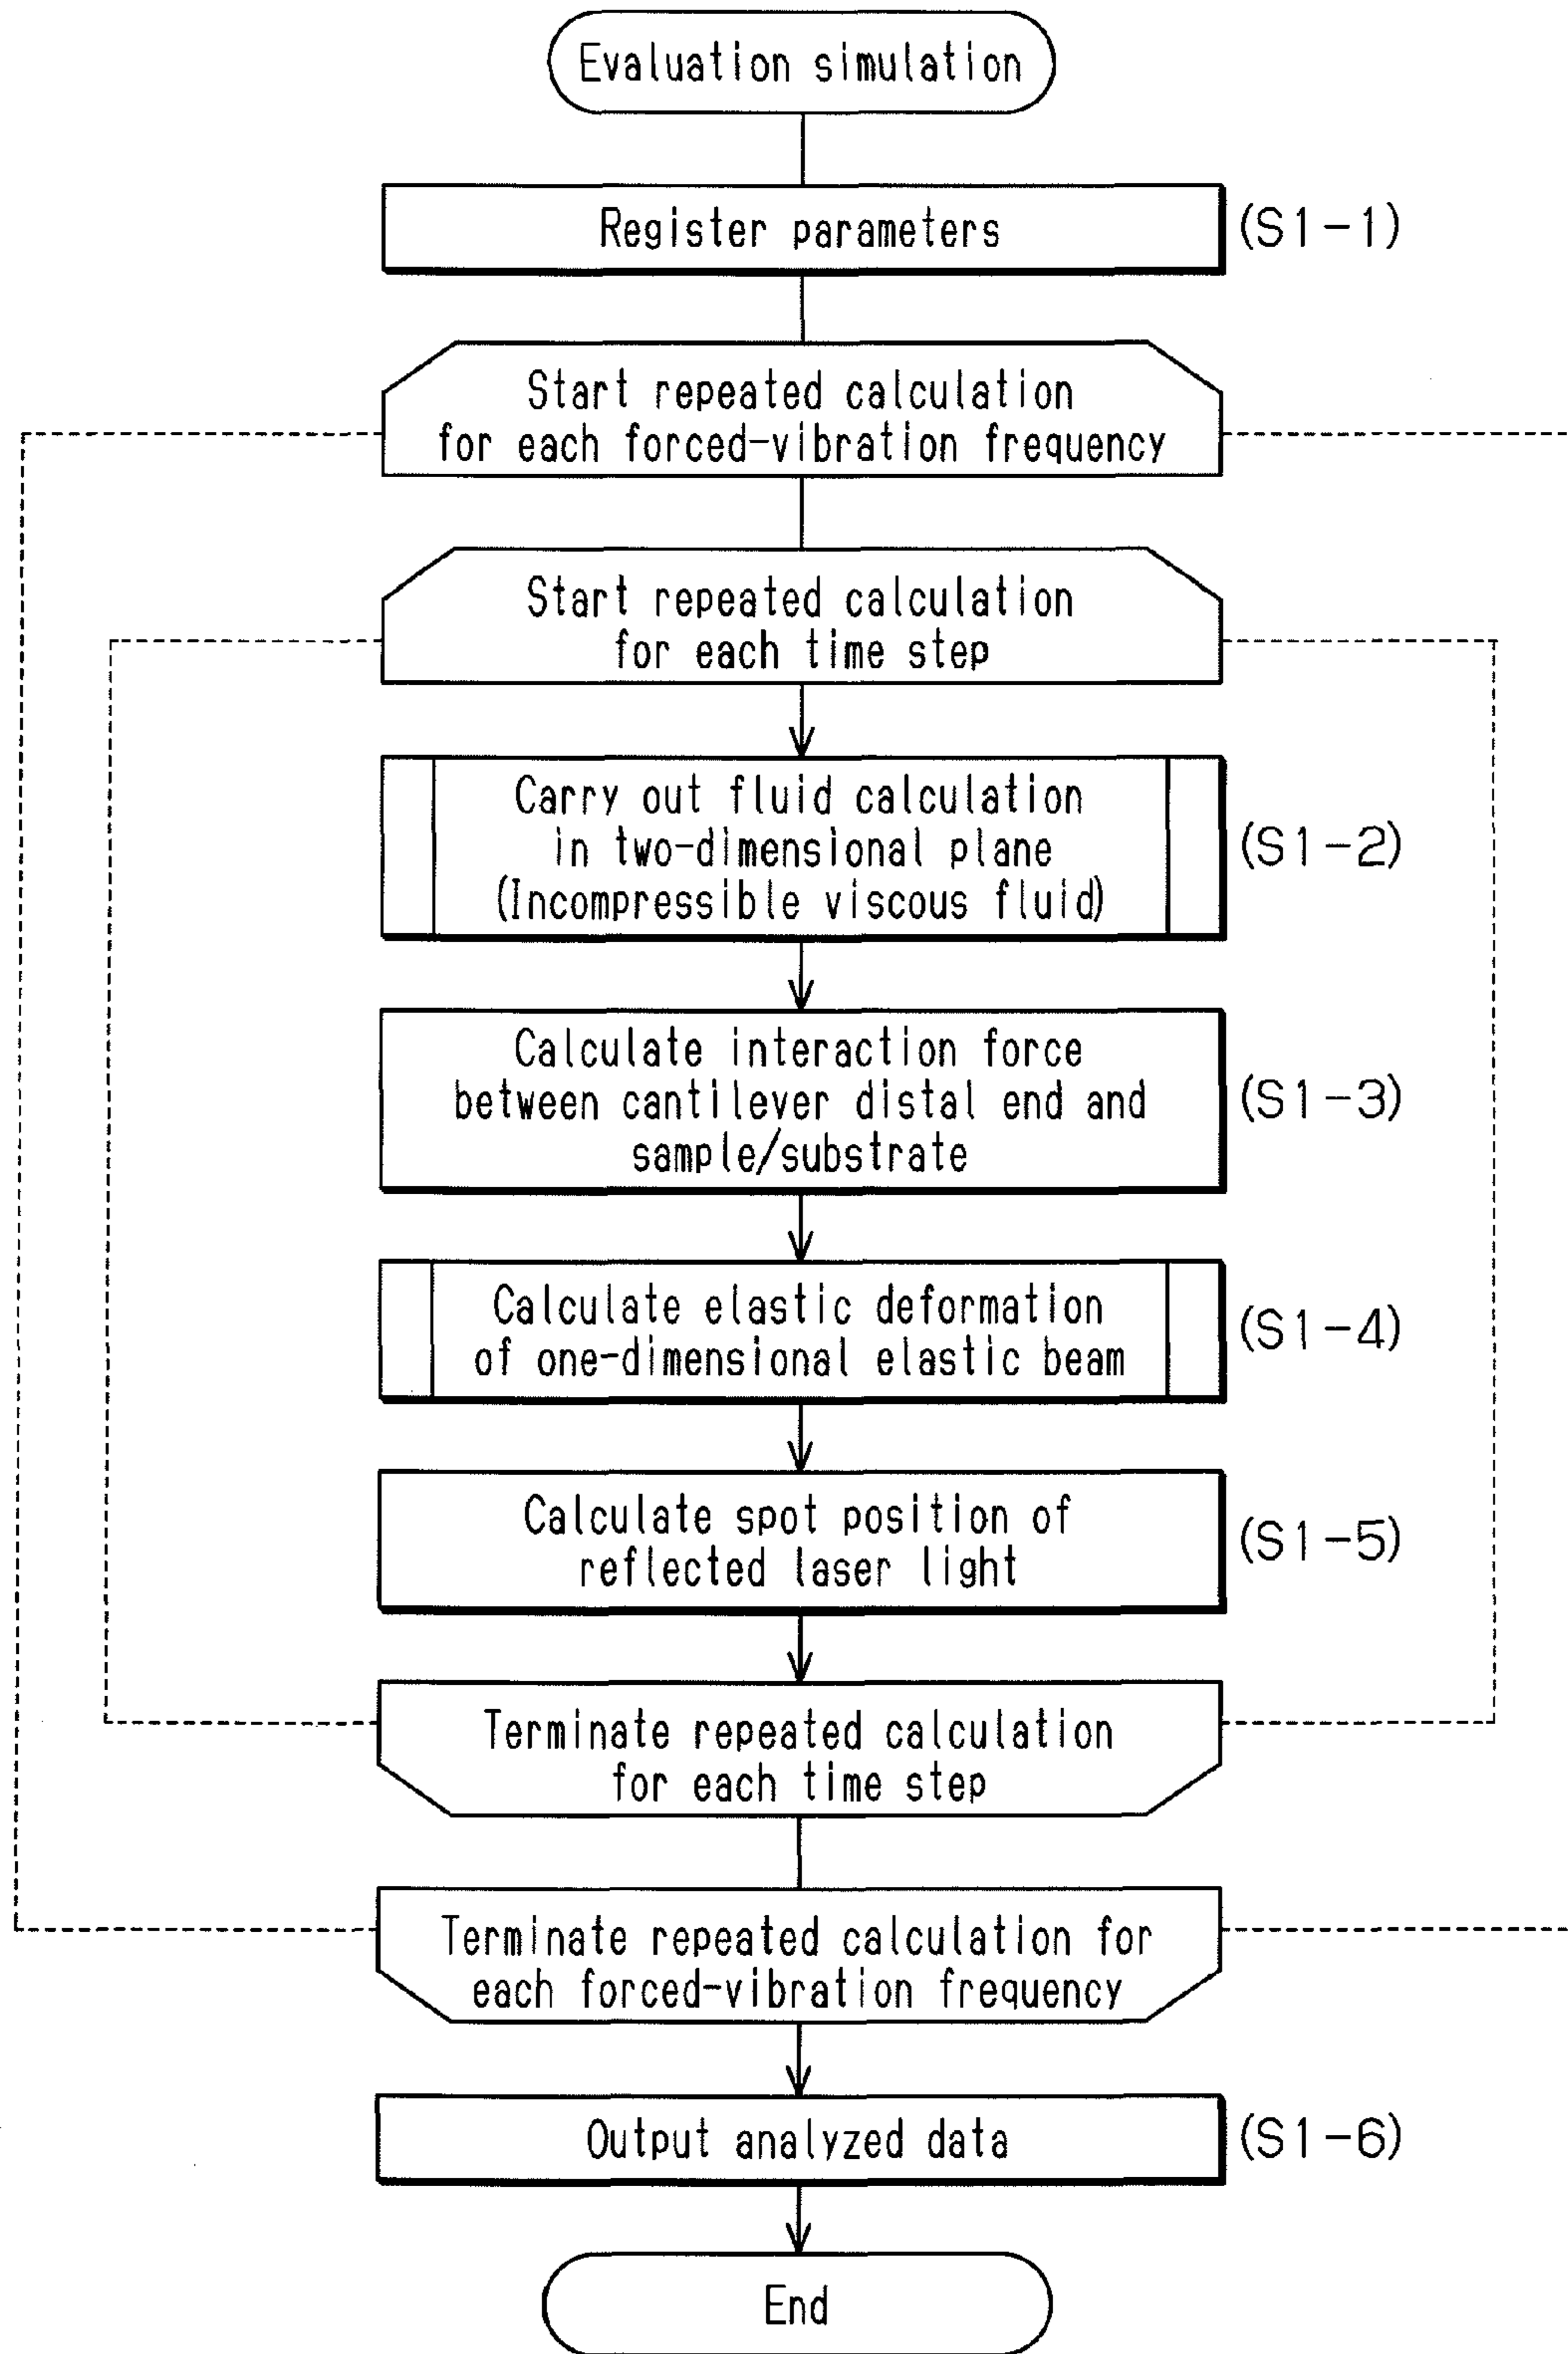 Evaluation simulation
Register parameters
(S1-1)
Start repeated calculation
for each forced-vibration frequency
Start repeated calculation
for each time step
Carry out fluid calculation
in two-dimensional plane
(Incompressible viscous fluid)
(S1-2)
Calculate interaction force
between cantilever distal end and
sample/substrate
(S1-3)
Calculate elastic deformation
of one-dimensional elastic beam
(S1-4)
Calculate spot position of
reflected laser light
(S1-5)
Terminate repeated calculation
for each time step
Terminate repeated calculation for
each forced-vibration frequency
Output analyzed data
(S1-6)
End